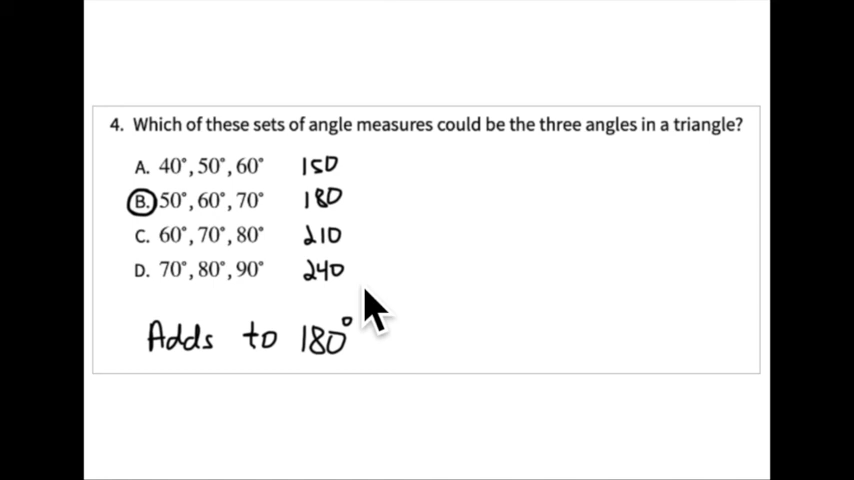 4. Which of these sets of angle measures could be the three angles in a triangle?
A. 40°, 50°, 60° 150
B. 50°, 60°, 70° 180
C. 60°, 70°, 80° 210
D. 70°, 80°, 90° 240
Adds to 180°